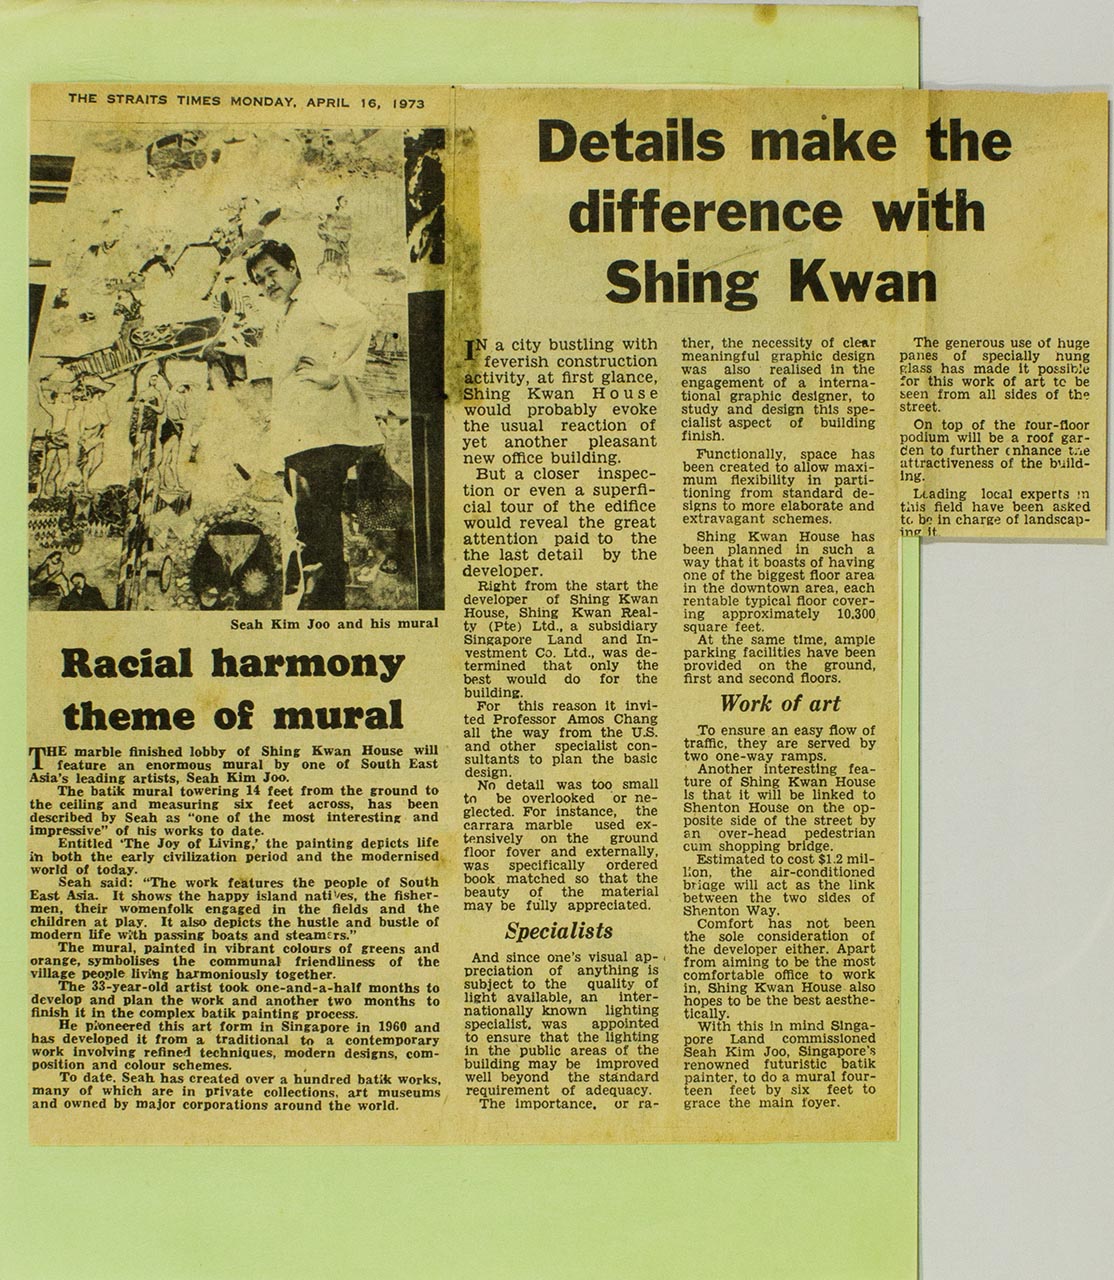 THE STRAITS TIMES MONDAY, APRIL 16, 1973
Seah Kim Joo and his mural
Racial harmony
theme of mural
THE marble finished lobby of Shing Kwan House will
feature an enormous mural by one of South East
Asia's leading artists, Seah Kim Joo.
The batik mural towering 14 feet from the ground to
the ceiling and measuring six feet across, has been
described by Seah as "one of the most interesting and
impressive" of his works to date.
Entitled 'The Joy of Living,' the painting depicts life
in both the early civilization period and the modernised
world of today.
Seah said: "The work features the people of South
East Asia. It shows the happy island natives, the fisher-
men, their womenfolk engaged in the fields and the
children at play. It also depicts the hustle and bustle of
modern life with passing boats and steamers."
The mural, painted in vibrant colours of greens and
orange, symbolises the communal friendliness of the
village people living harmoniously together.
The 33-year-old artist took one-and-a-half months to
develop and plan the work and another two months to
finish it in the complex batik painting process.
He pioneered this art form in Singapore in 1960 and
has developed it from a traditional to a contemporary
work involving refined techniques, modern designs, com-
position and colour schemes.
To date, Seah has created over a hundred batik works,
many of which are in private collections, art museums
and owned by major corporations around the world.
Details make the
difference with
Shing Kwan
IN a city bustling with
feverish construction
activity, at first glance,
Shing Kwan House
would probably evoke
the usual reaction of
yet another pleasant
new office building.
But a closer inspec-
tion or even a superfi-
cial tour of the edifice
would reveal the great
attention paid to the
the last detail by the
developer.
Right from the start the
developer of Shing Kwan
House, Shing Kwan Real-
ty (Pte) Ltd., a subsidiary
Singapore Land and In-
vestment Co. Ltd., was de-
termined that only the
best would do for the
building.
For this reason it invi-
ted Professor Amos Chang
all the way from the U.S.
and other specialist con-
sultants to plan the basic
design.
No detail was too small
to be overlooked or ne-
glected. For instance, the
carrara marble used ex-
tensively on the ground
floor foyer and externally,
was specifically ordered
book matched so that the
beauty of the material
may be fully appreciated.
Specialists
And since one's visual ap-
preciation of anything is
subject to the quality of
light available, an inter-
nationally known lighting
specialist, was appointed
to ensure that the lighting
in the public areas of the
building may be improved
well beyond the standard
requirement of adequacy.
The importance, or ra-
ther, the necessity of clear
meaningful graphic design
was also realised in the
engagement of a interna-
tional graphic designer, to
study and design this spe-
cialist aspect of building
finish.
Functionally, space has
been created to allow maxi-
mum flexibility in parti-
tioning from standard de-
signs to more elaborate and
extravagant schemes.
Shing Kwan House has
been planned in such a
way that it boasts of having
one of the biggest floor area
in the downtown area, each
rentable typical floor cover-
ing approximately 10,300
square feet.
At the same time, ample
parking facilities have been
provided on the ground,
first and second floors.
Work of art
To ensure an easy flow of
traffic, they are served by
two one-way ramps.
Another interesting fea-
ture of Shing Kwan House
is that it will be linked to
Shenton House on the op-
posite side of the street by
an over-head pedestrian
cum shopping bridge.
Estimated to cost $1.2 mil-
lion, the air-conditioned
bridge will act as the link
between the two sides of
Shenton Way.
Comfort has not been
the sole consideration of
the developer either. Apart
from aiming to be the most
comfortable office to work
in, Shing Kwan House also
hopes to be the best aesthe-
tically.
With this in mind Singa-
pore Land commissioned
Seah Kim Joo, Singapore's
renowned futuristic batik
painter, to do a mural four-
teen feet by six feet to
grace the main foyer.
The generous use of huge
panes of specially hung
glass has made it possible
for this work of art to be
seen from all sides of the
street.
On top of the four-floor
podium will be a roof gar-
den to further enhance the
attractiveness of the build-
ing.
Leading local experts in
this field have been asked
to be in charge of landscap-
ing it.